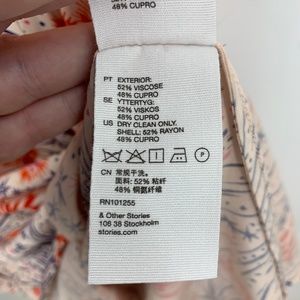 48% CUPRO
PT EXTERIOR:
52% VISCOSE
48% CUPRO
SE YTTERTYG:
52% VISKOS
48% CUPRO
US DRY CLEAN ONLY.
SHELL: 52% RAYON
48% CUPRO
P
CN 常规干洗。
面料: 52% 粘纤
48% 铜氨纤维
RN101255
& Other Stories
106 38 Stockholm
stories.com